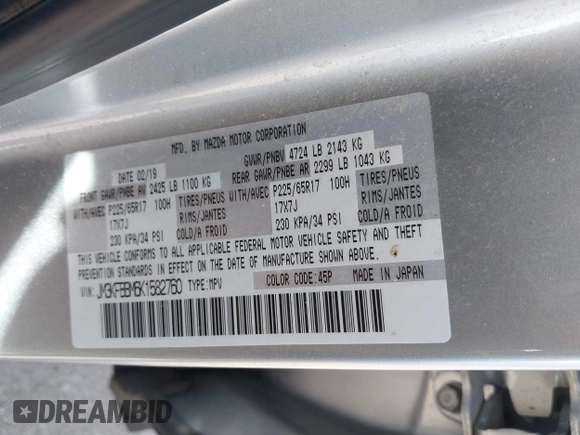 MFD. BY MAZDA MOTOR CORPORATION
DATE 02/19 GVWR/PNBV 4724 LB 2143 KG
FRONT GAWR/PNBE AV 2425 LB 1100 KG REAR GAWR/PNBE AR 2299 LB 1043 KG
WITH/AVEC P225/65R17 100H TIRES/PNEUS WITH/AVEC P225/65R17 100H TIRES/PNEUS
17X7J RIMS/JANTES 17X7J RIMS/JANTES
230 KPA/34 PSI COLD/A FROID 230 KPA/34 PSI COLD/A FROID
THIS VEHICLE CONFORMS TO ALL APPLICABLE FEDERAL MOTOR VEHICLE SAFETY AND THEFT
PREVENTION STANDARDS IN EFFECT ON THE DATE OF MANUFACTURE SHOWN ABOVE.
VIN: JM3KFBBM6K1582760 TYPE: MPV COLOR CODE: 45P MADE IN JAPAN
DREAMBID